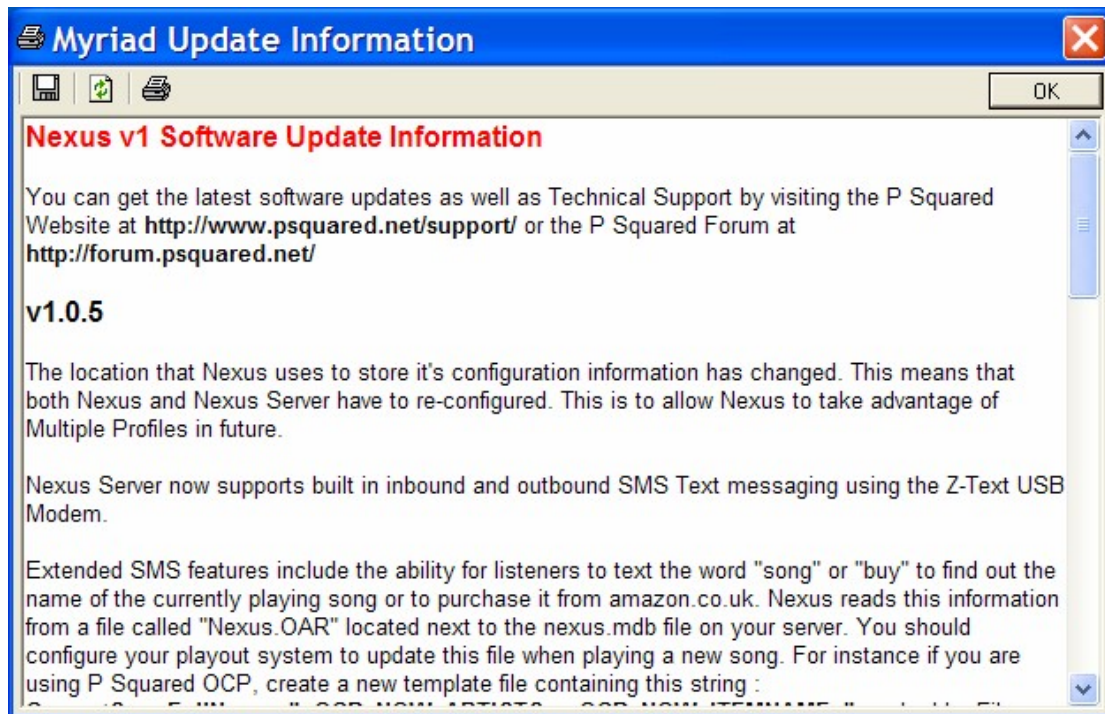 Myriad Update Information
OK
Nexus v1 Software Update Information
You can get the latest software updates as well as Technical Support by visiting the P Squared
Website at http://www.psquared.net/support/ or the P Squared Forum at
http://forum.psquared.net/
v1.0.5
The location that Nexus uses to store it's configuration information has changed. This means that
both Nexus and Nexus Server have to re-configured. This is to allow Nexus to take advantage of
Multiple Profiles in future.
Nexus Server now supports built in inbound and outbound SMS Text messaging using the Z-Text USB
Modem.
Extended SMS features include the ability for listeners to text the word "song" or "buy" to find out the
name of the currently playing song or to purchase it from amazon.co.uk. Nexus reads this information
from a file called "Nexus.OAR" located next to the nexus.mdb file on your server. You should
configure your playout system to update this file when playing a new song. For instance if you are
using P Squared OCP, create a new template file containing this string :